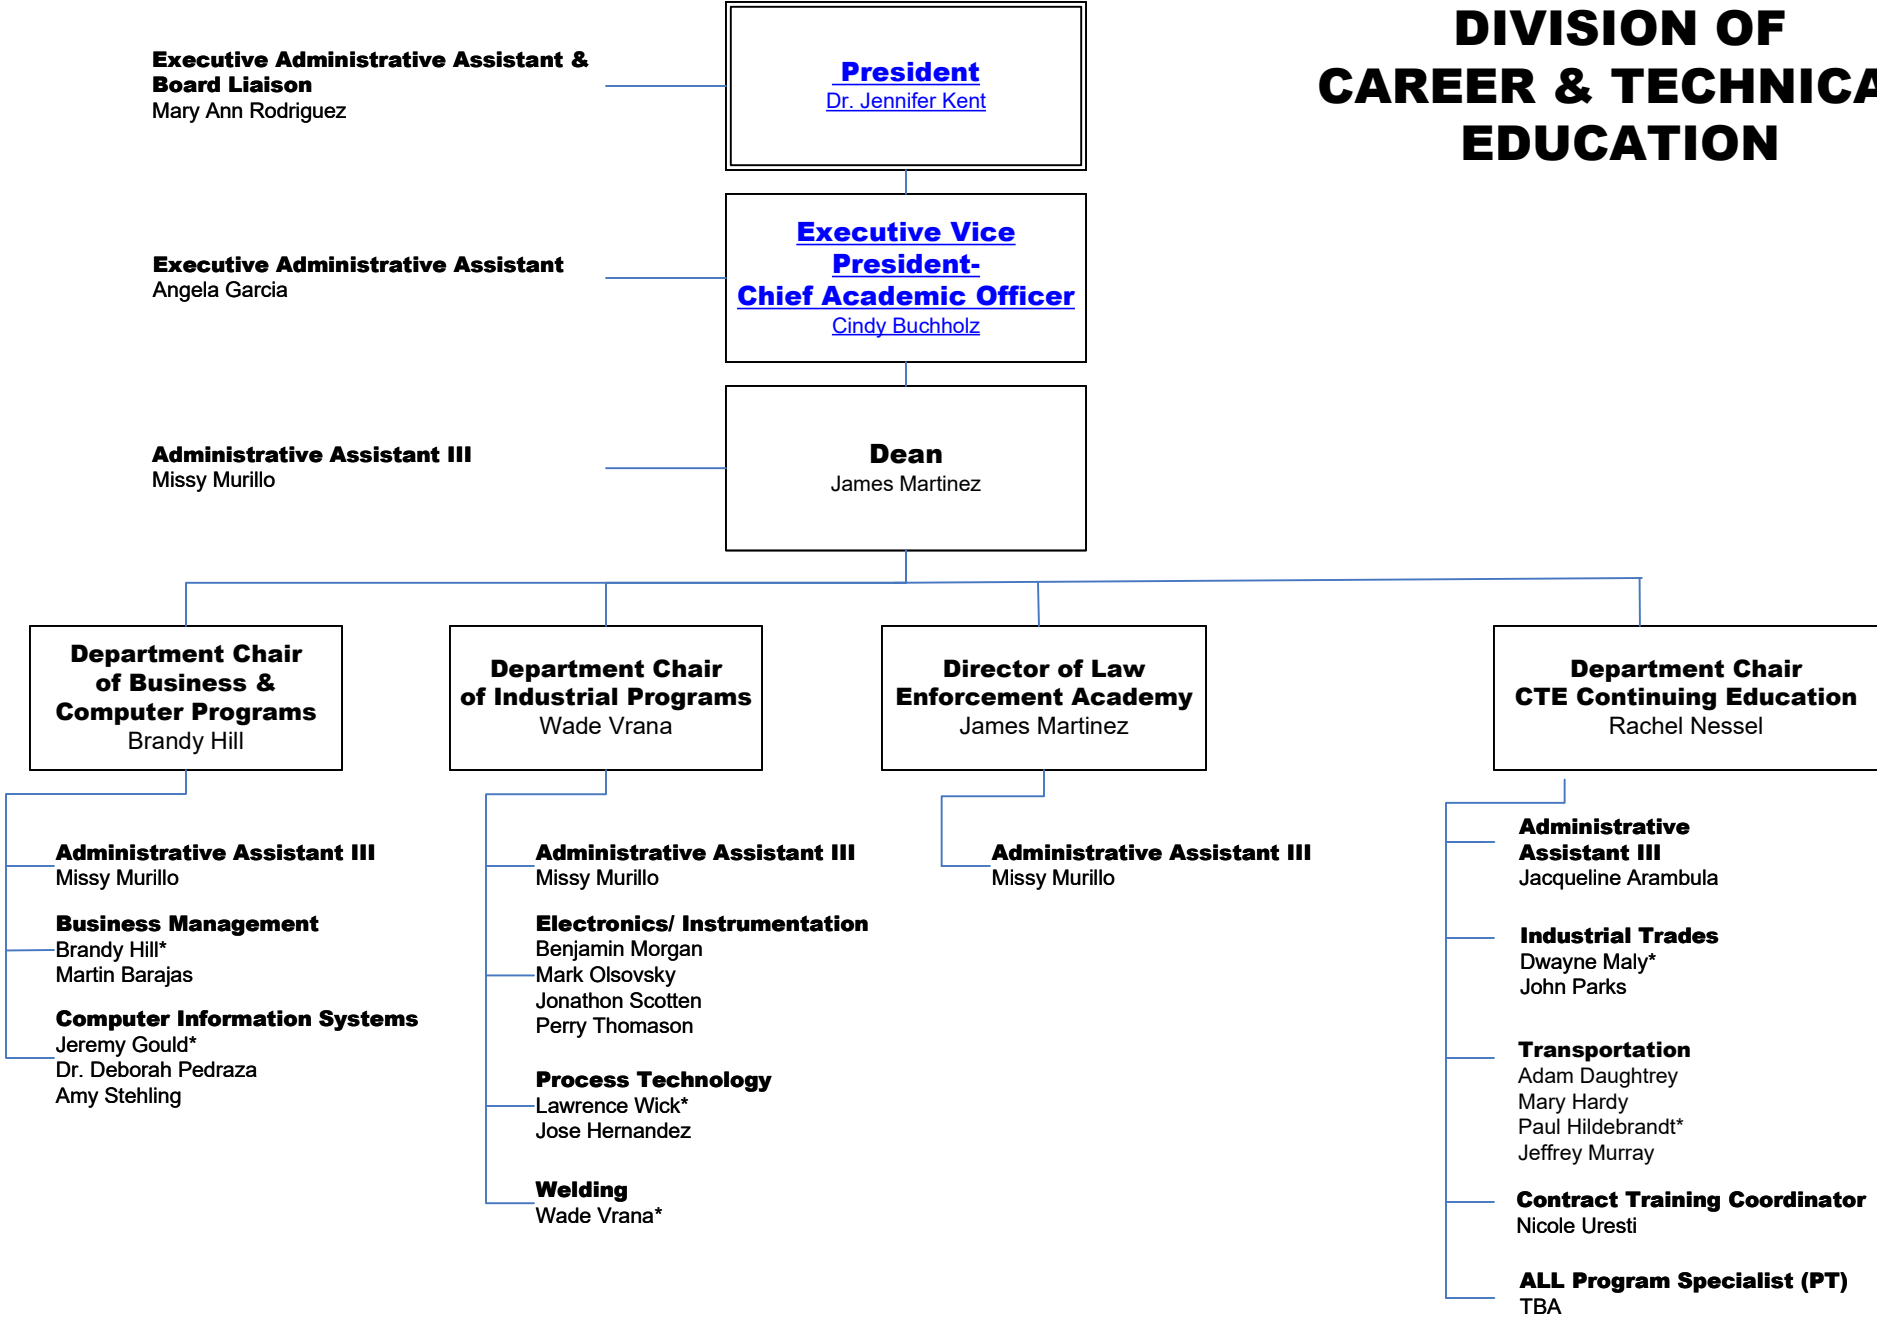 DIVISION OF
CAREER & TECHNICA
EDUCATION
Executive Administrative Assistant &
Board Liaison
Mary Ann Rodriguez
President
Dr. Jennifer Kent
Executive Administrative Assistant
Angela Garcia
Executive Vice
President-
Chief Academic Officer
Cindy Buchholz
Administrative Assistant III
Missy Murillo
Dean
James Martinez
Department Chair
of Business &
Computer Programs
Brandy Hill
Department Chair
of Industrial Programs
Wade Vrana
Director of Law
Enforcement Academy
James Martinez
Department Chair
CTE Continuing Education
Rachel Nessel
Administrative Assistant III
Missy Murillo
Business Management
Brandy Hill*
Martin Barajas
Computer Information Systems
Jeremy Gould*
Dr. Deborah Pedraza
Amy Stehling
Administrative Assistant III
Missy Murillo
Electronics/ Instrumentation
Benjamin Morgan
Mark Olsovsky
Jonathon Scotten
Perry Thomason
Process Technology
Lawrence Wick*
Jose Hernandez
Welding
Wade Vrana*
Administrative Assistant III
Missy Murillo
Administrative
Assistant III
Jacqueline Arambula
Industrial Trades
Dwayne Maly*
John Parks
Transportation
Adam Daughtrey
Mary Hardy
Paul Hildebrandt*
Jeffrey Murray
Contract Training Coordinator
Nicole Uresti
ALL Program Specialist (PT)
TBA